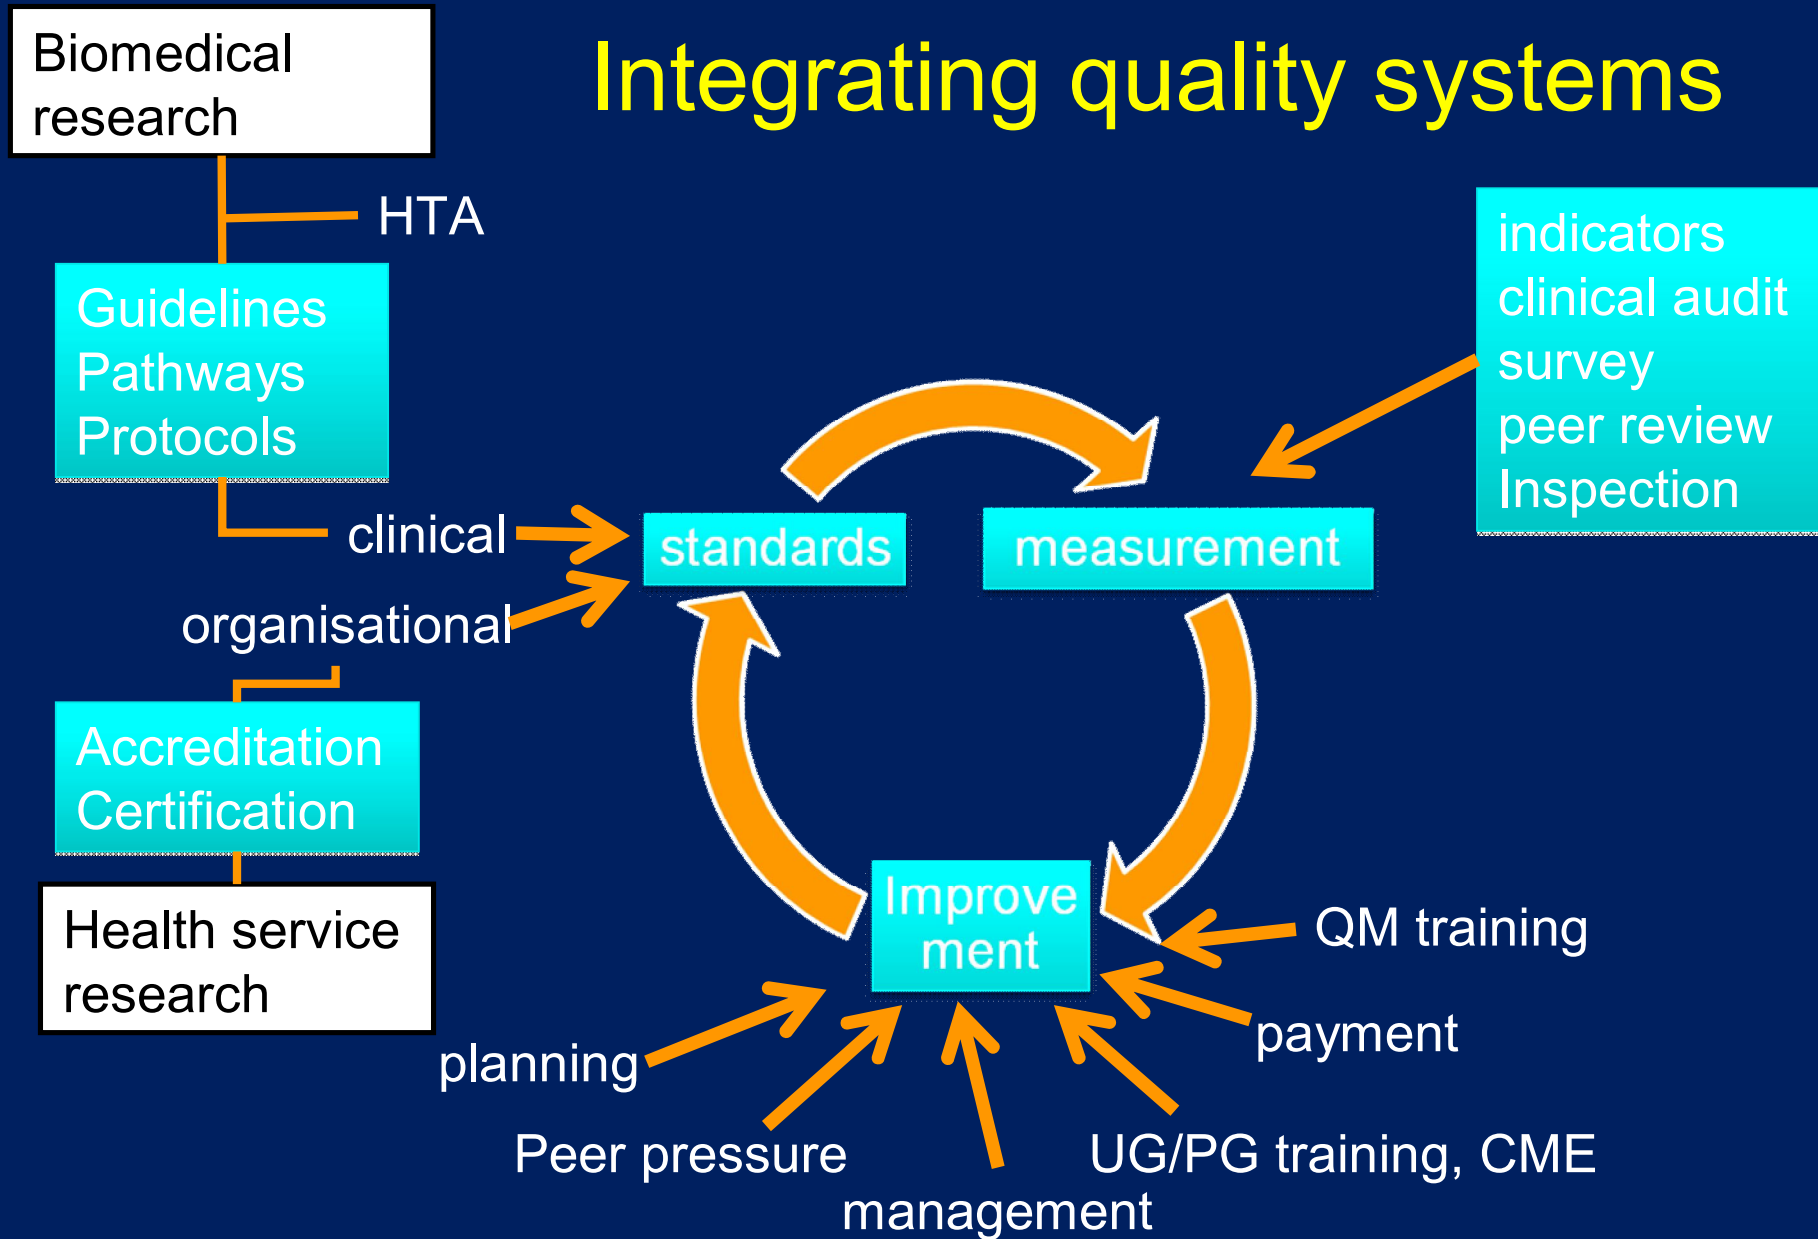 Integrating quality systems
Biomedical
research
HTA
Guidelines
Pathways
Protocols
indicators
clinical audit
survey
peer review
Inspection
clinical
standards
measurement
organisational
Accreditation
Certification
Health service
research
Improve
ment
QM training
payment
planning
Peer pressure
UG/PG training, CME
management